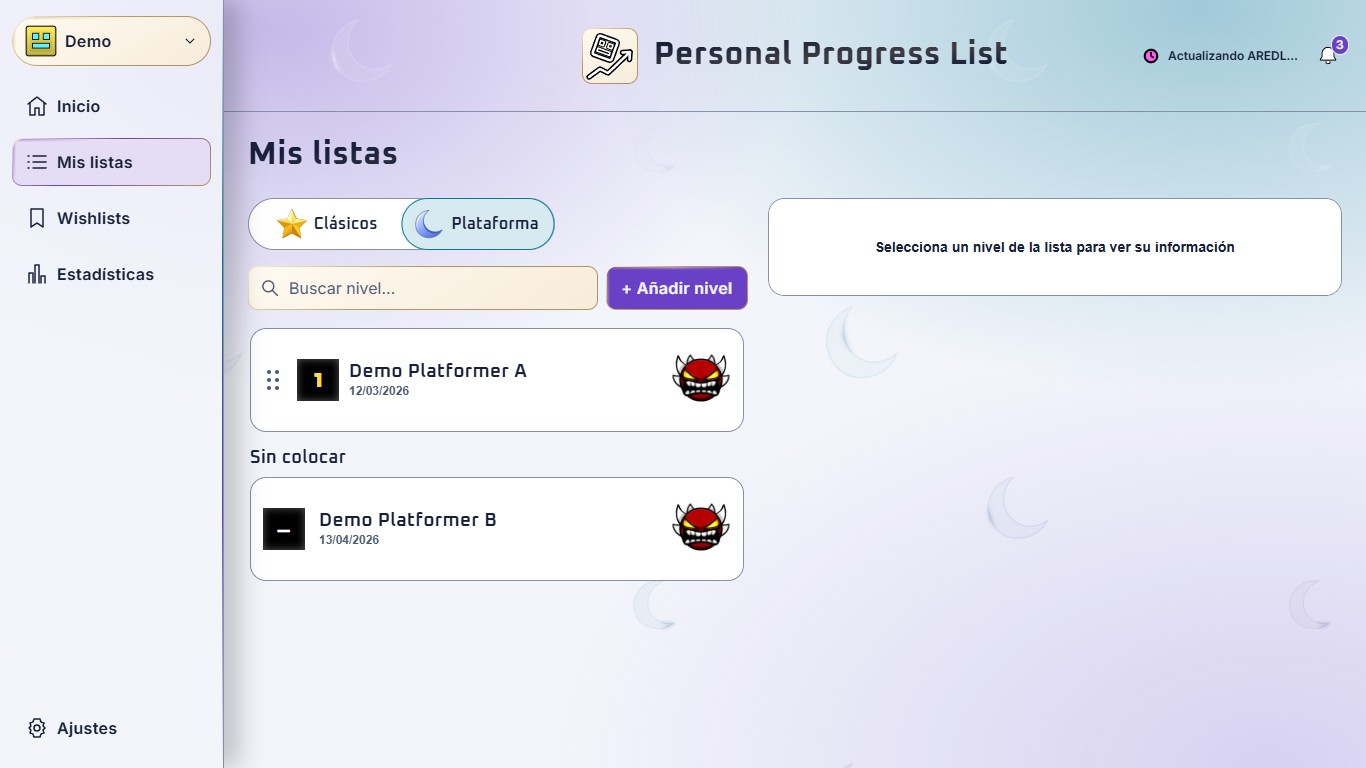 Demo
Inicio
Mis listas
Wishlists
Estadísticas
Ajustes
Personal Progress List
Actualizando AREDL...
3
Mis listas
Clásicos
Plataforma
Buscar nivel...
+ Añadir nivel
1
Demo Platformer A
12/03/2026
Sin colocar
–
Demo Platformer B
13/04/2026
Selecciona un nivel de la lista para ver su información